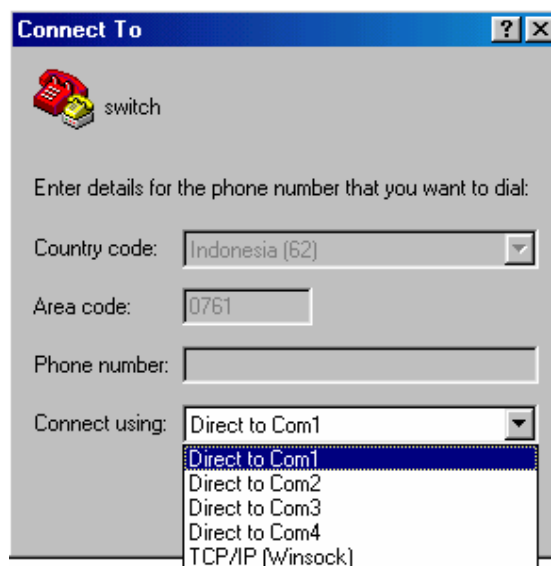 Connect To
switch
Enter details for the phone number that you want to dial:
Country code: Indonesia (62)
Area code: 0761
Phone number:
Connect using: Direct to Com1
Direct to Com1
Direct to Com2
Direct to Com3
Direct to Com4
TCP/IP (Winsock)